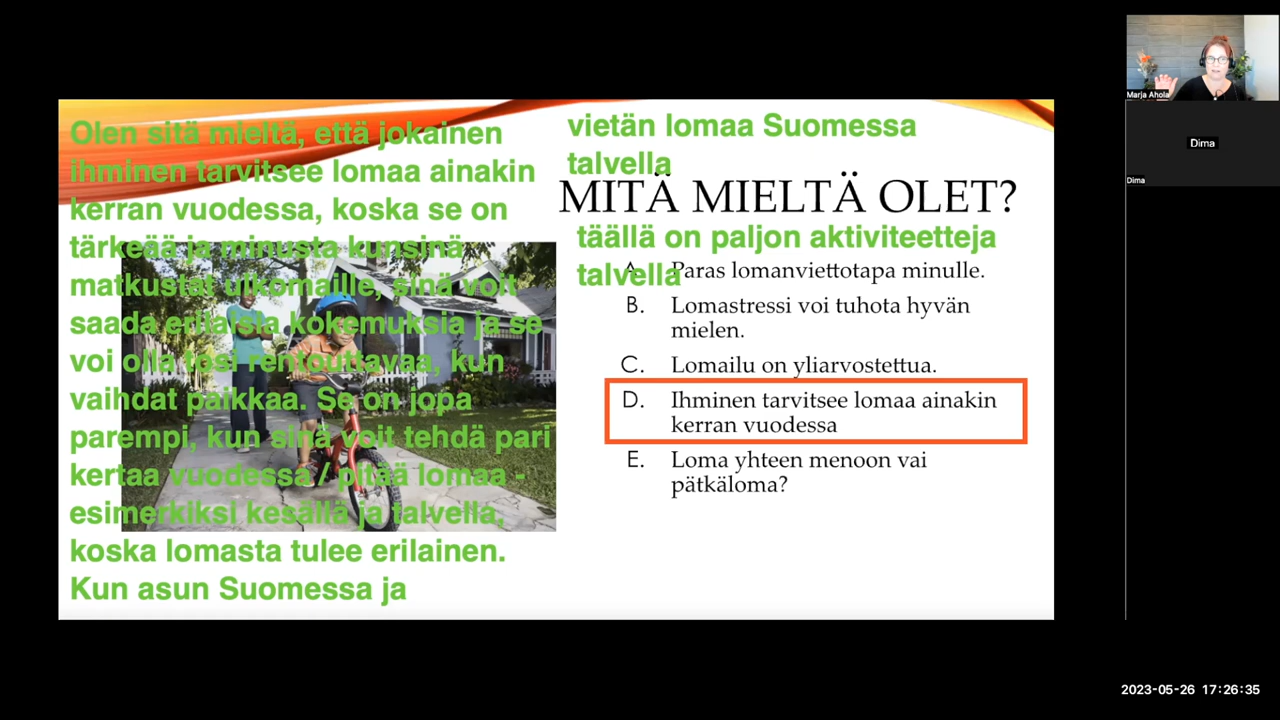 Olen sitä mieltä, että jokainen
ihminen tarvitsee lomaa ainakin
kerran vuodessa, koska se on
tärkeää ja minusta kunsinä
matkustat ulkomaille, sinä voit
saada erilaisia kokemuksia ja se
voi olla tosi rentouttavaa, kun
vaihdat paikkaa. Se on jopa
parempi, kun sinä voit tehdä pari
kertaa vuodessa / pitää lomaa -
esimerkiksi kesällä ja talvella,
koska lomasta tulee erilainen.
Kun asun Suomessa ja
vietän lomaa Suomessa
talvella
MITÄ MIELTÄ OLET?
täällä on paljon aktiviteetteja
talvella
A. Paras lomanviettotapa minulle.
B. Lomastressi voi tuhota hyvän
mielen.
C. Lomailu on yliarvostettua.
D. Ihminen tarvitsee lomaa ainakin
kerran vuodessa
E. Loma yhteen menoon vai
pätkäloma?
Marja Ahola
Dima
Dima
2023-05-26 17:26:35